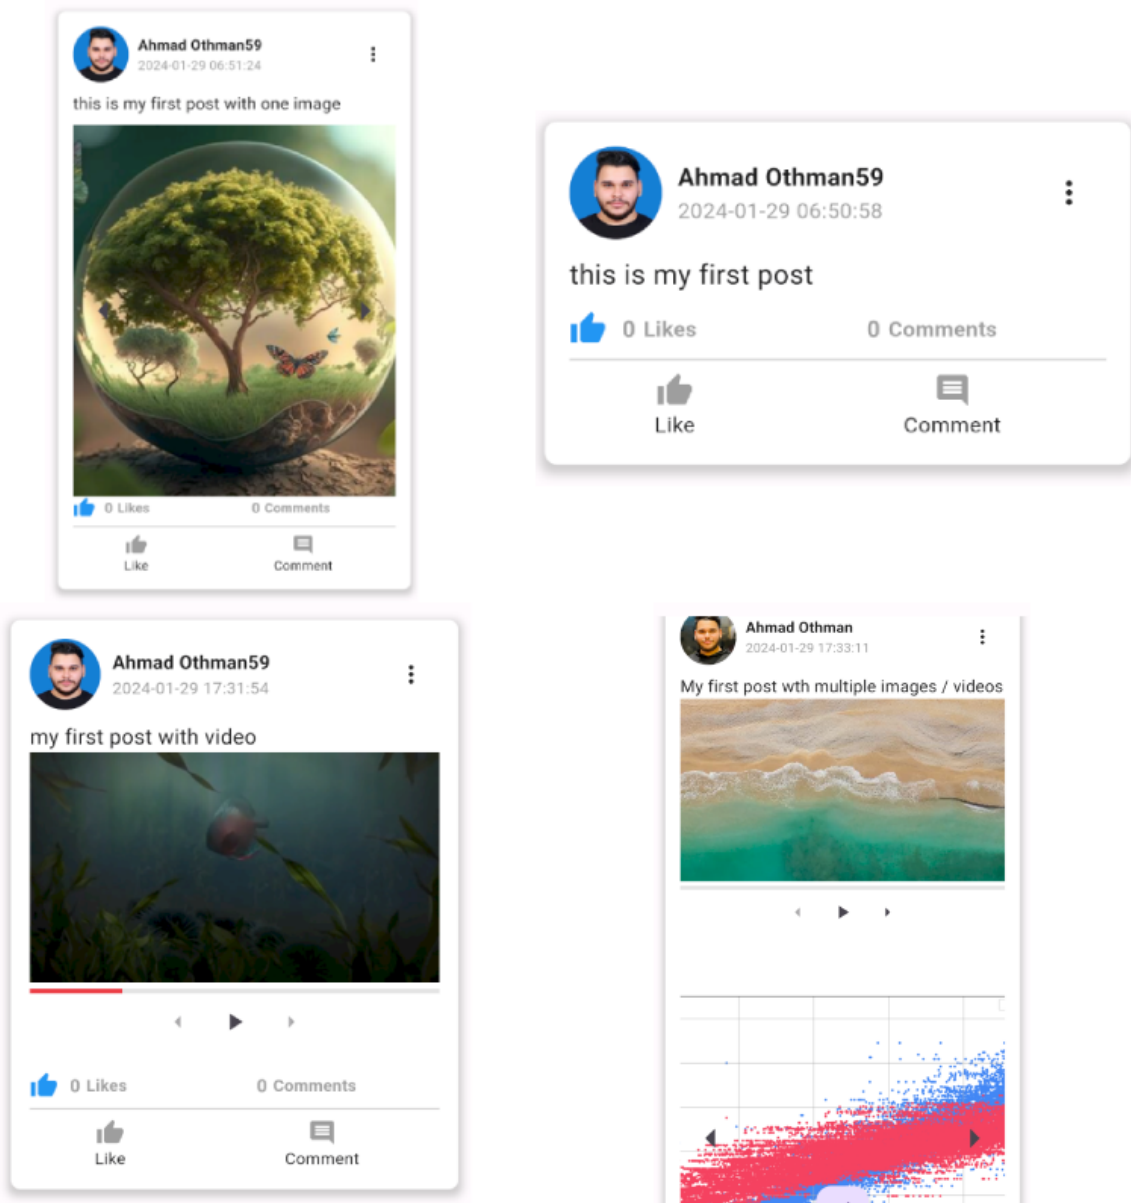 Ahmad Othman59
2024-01-29 06:51:24
this is my first post with one image
0 Likes
0 Comments
Like
Comment
Ahmad Othman59
2024-01-29 06:50:58
this is my first post
0 Likes
0 Comments
Like
Comment
Ahmad Othman59
2024-01-29 17:31:54
my first post with video
0 Likes
0 Comments
Like
Comment
Ahmad Othman
2024-01-29 17:33:11
My first post wth multiple images / videos